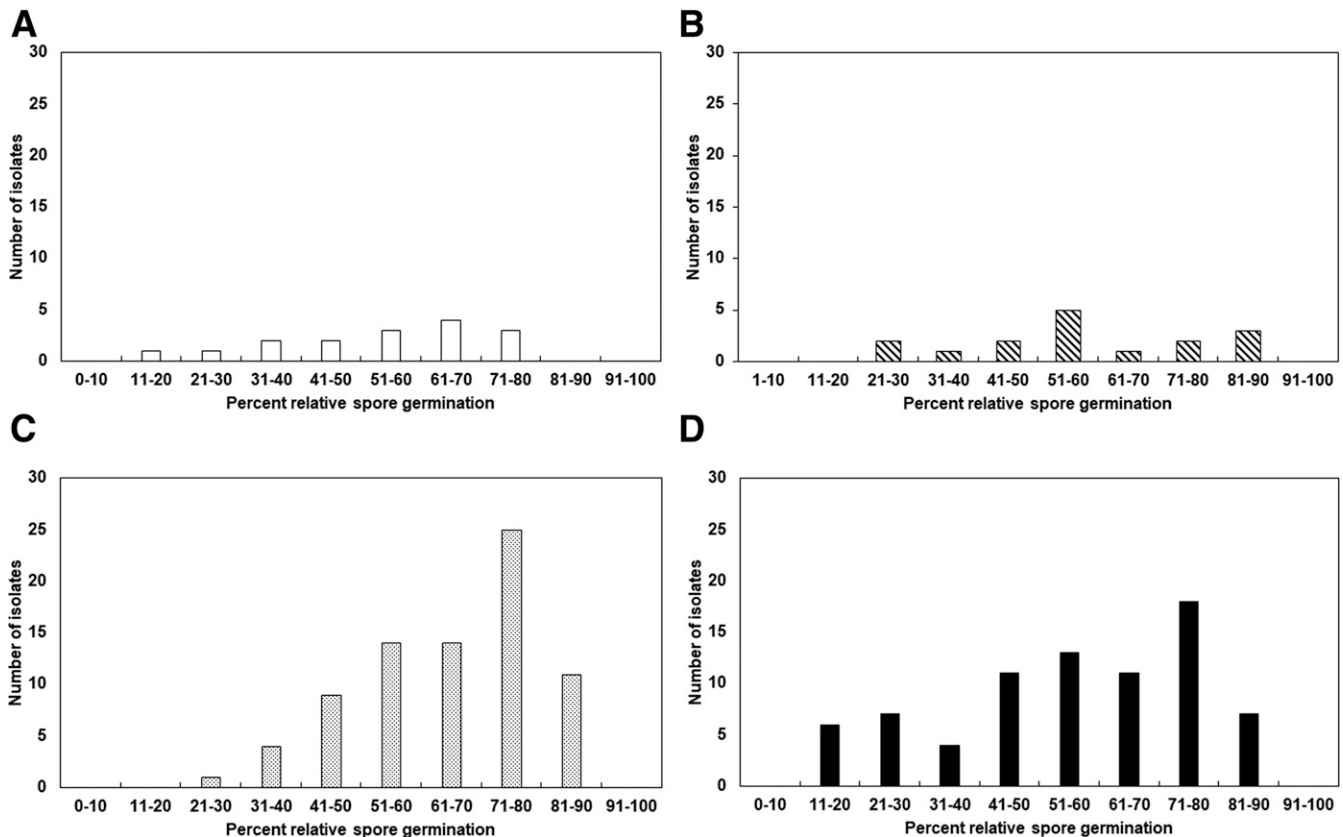 A
30
25
20
15
10
5
0
Number of isolates
0-10 11-20 21-30 31-40 41-50 51-60 61-70 71-80 81-90 91-100
Percent relative spore germination
B
30
25
20
15
10
5
0
Number of isolates
1-10 11-20 21-30 31-40 41-50 51-60 61-70 71-80 81-90 91-100
Percent relative spore germination
C
30
25
20
15
10
5
0
Number of isolates
0-10 11-20 21-30 31-40 41-50 51-60 61-70 71-80 81-90 91-100
Percent relative spore germination
D
30
25
20
15
10
5
0
Number of isolates
0-10 11-20 21-30 31-40 41-50 51-60 61-70 71-80 81-90 91-100
Percent relative spore germination